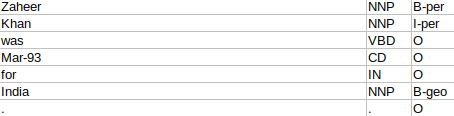 Zaheer NNP B-per
Khan NNP I-per
was VBD O
Mar-93 CD O
for IN O
India NNP B-geo
. . O